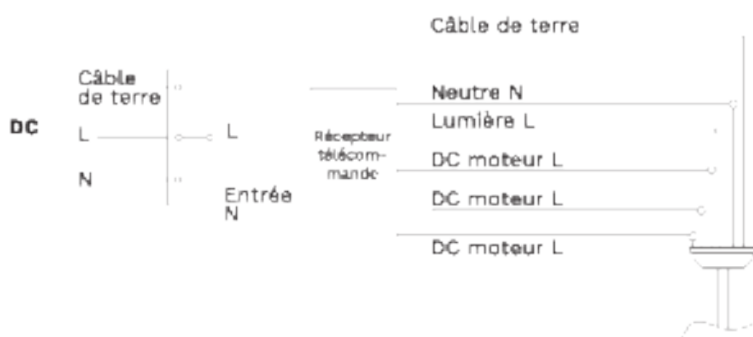 Câble de terre
Câble
de terre
DC
L
N
L
Entrée
N
Récepteur
télécom-
mande
Neutre N
Lumière L
DC moteur L
DC moteur L
DC moteur L